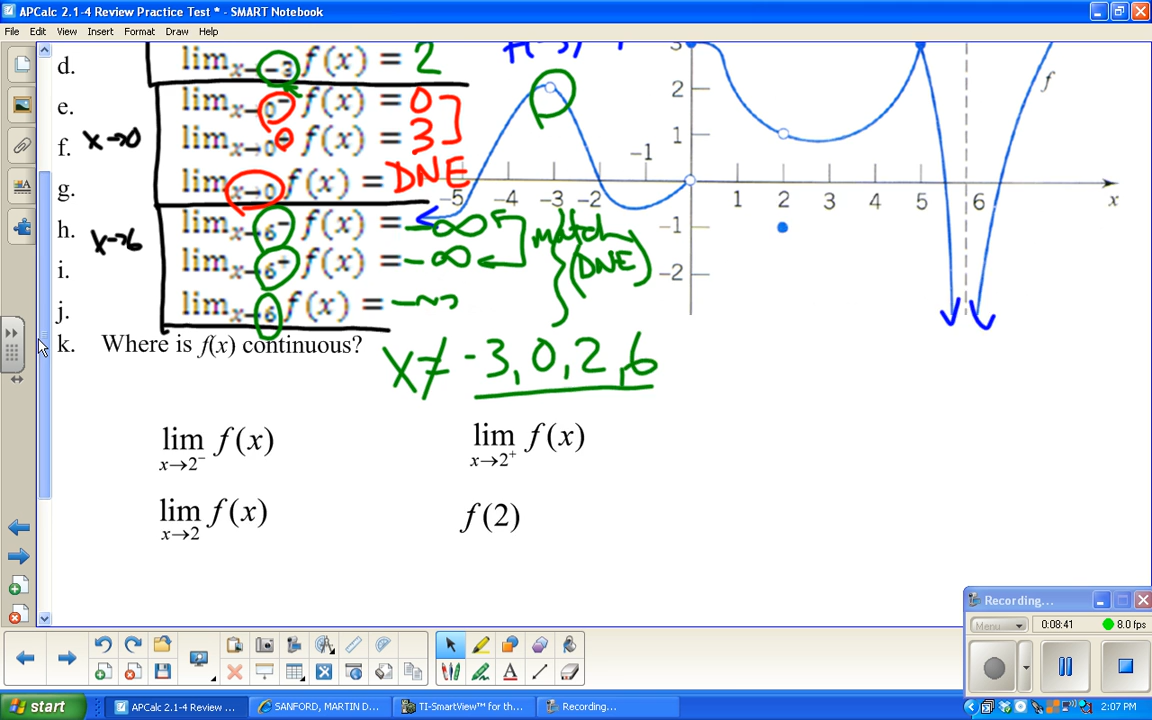 APCalc 2.1-4 Review Practice Test * - SMART Notebook
File Edit View Insert Format Draw Help
d. lim x→-3 f(x) = 2
e. lim x→0⁻ f(x) = 0
f. x→0 lim x→0 f(x) = 3
g. lim x→0 f(x) = DNE
h. lim x→6⁻ f(x) = -∞
i. x→6 lim x→6⁺ f(x) = -∞
match
(DNE)
j. lim x→6 f(x) = -∞
k. Where is f(x) continuous? x ≠ -3, 0, 2, 6
3
2
1
-1
-2
-5 -4 -3 -2 -1 1 2 3 4 5 6 x
f
lim x→2⁻ f(x) lim x→2⁺ f(x)
lim x→2 f(x) f(2)
Recording...
Menu 0:08:41 8.0 fps
start APCalc 2.1-4 Review ... SANFORD, MARTIN D... TI-SmartView™ for th... Recording... 2:07 PM